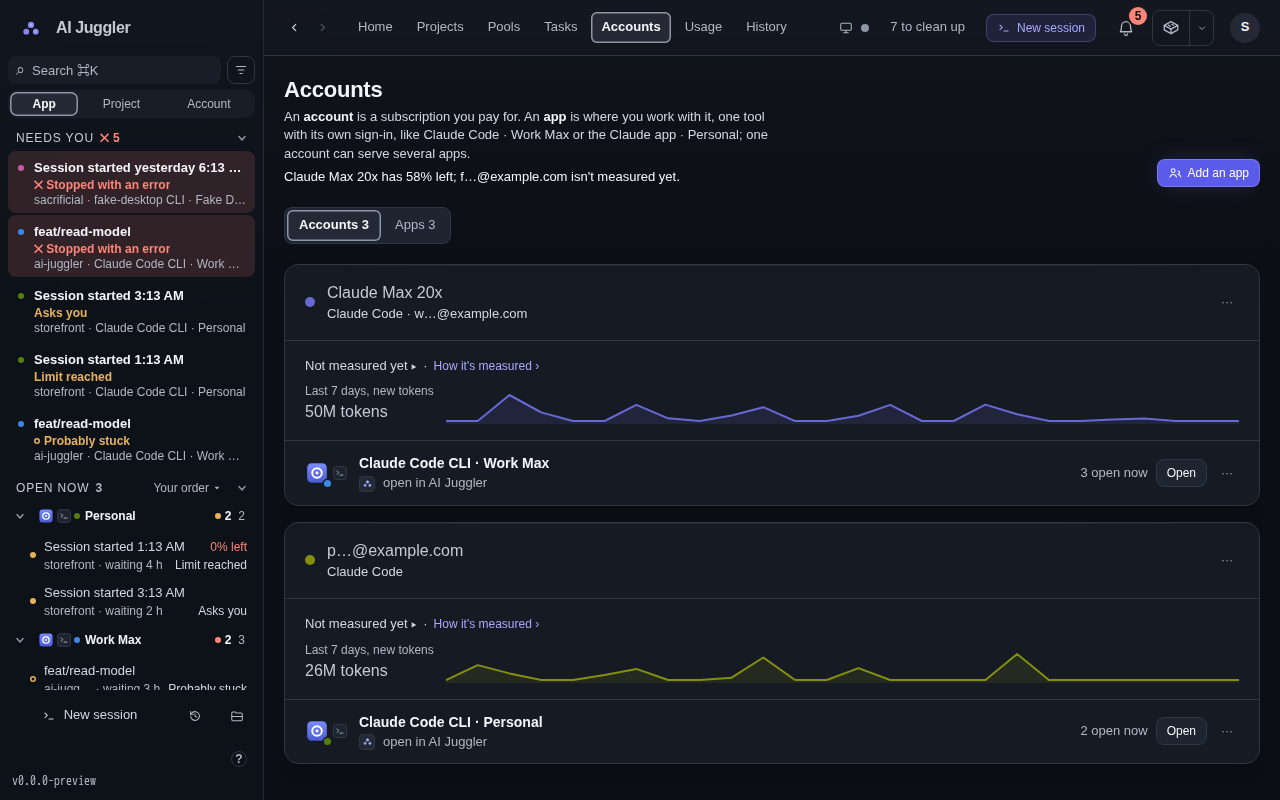 AI Juggler
Home
Projects
Pools
Tasks
Accounts
Usage
History
7 to clean up
New session
5
S
Search ⌘K
App
Project
Account
NEEDS YOU 5
Session started yesterday 6:13 …
Stopped with an error
sacrificial · fake-desktop CLI · Fake D…
feat/read-model
Stopped with an error
ai-juggler · Claude Code CLI · Work …
Session started 3:13 AM
Asks you
storefront · Claude Code CLI · Personal
Session started 1:13 AM
Limit reached
storefront · Claude Code CLI · Personal
feat/read-model
Probably stuck
ai-juggler · Claude Code CLI · Work …
OPEN NOW 3
Your order
Personal
2 2
Session started 1:13 AM
0% left
storefront · waiting 4 h
Limit reached
Session started 3:13 AM
storefront · waiting 2 h
Asks you
Work Max
2 3
feat/read-model
ai-jugg… · waiting 3 h
Probably stuck
New session
?
v0.0.0-preview
Accounts
An account is a subscription you pay for. An app is where you work with it, one tool
with its own sign-in, like Claude Code · Work Max or the Claude app · Personal; one
account can serve several apps.
Claude Max 20x has 58% left; f…@example.com isn't measured yet.
Add an app
Accounts 3
Apps 3
Claude Max 20x
Claude Code · w…@example.com
···
Not measured yet ▸ · How it's measured ›
Last 7 days, new tokens
50M tokens
Claude Code CLI · Work Max
open in AI Juggler
3 open now
Open
···
p…@example.com
Claude Code
···
Not measured yet ▸ · How it's measured ›
Last 7 days, new tokens
26M tokens
Claude Code CLI · Personal
open in AI Juggler
2 open now
Open
···